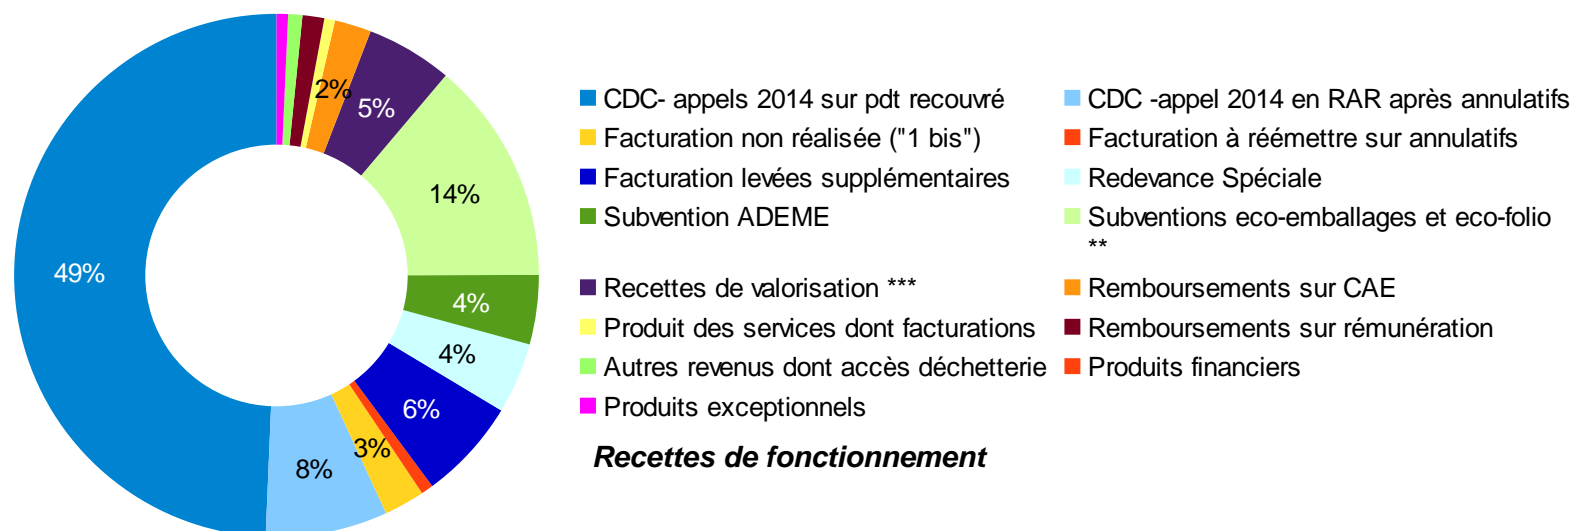 2%
5%
14%
49%
4%
4%
6%
3%
8%
CDC- appels 2014 sur pdt recouvré
CDC -appel 2014 en RAR après annulatifs
Facturation non réalisée ("1 bis")
Facturation à réémettre sur annulatifs
Facturation levées supplémentaires
Redevance Spéciale
Subvention ADEME
Subventions eco-emballages et eco-folio
**
Recettes de valorisation ***
Remboursements sur CAE
Produit des services dont facturations
Remboursements sur rémunération
Autres revenus dont accès déchetterie
Produits financiers
Produits exceptionnels
Recettes de fonctionnement